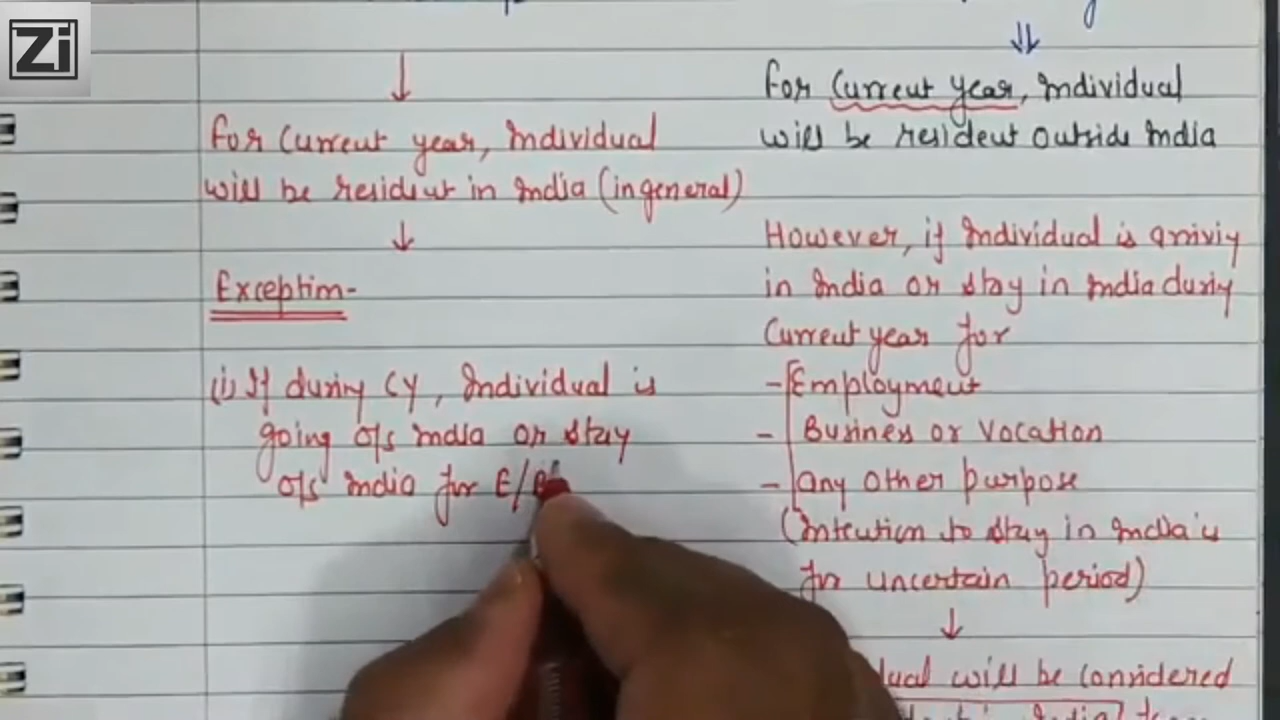 Zi
For Current year, Individual
will be resident in India (in general)
Exception-
(i) If during CY, Individual is
going o/s India or stay
o/s India for E/B
For Current year, Individual
will be resident outside India
However, if Individual is arriving
in India or stay in India during
Current year for
- Employment
- Business or Vocation
- any other purpose
(Intention to stay in India is
for uncertain period)
↓
will be considered